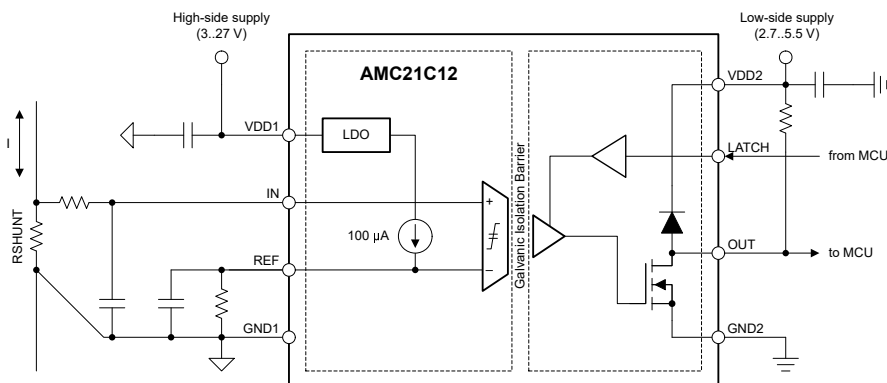 High-side supply
(3..27 V)
Low-side supply
(2.7..5.5 V)
AMC21C12
VDD1
LDO
VDD2
LATCH
from MCU
I
IN
+
100 µA
Galvanic Isolation Barrier
RSHUNT
REF
–
OUT
to MCU
GND1
GND2